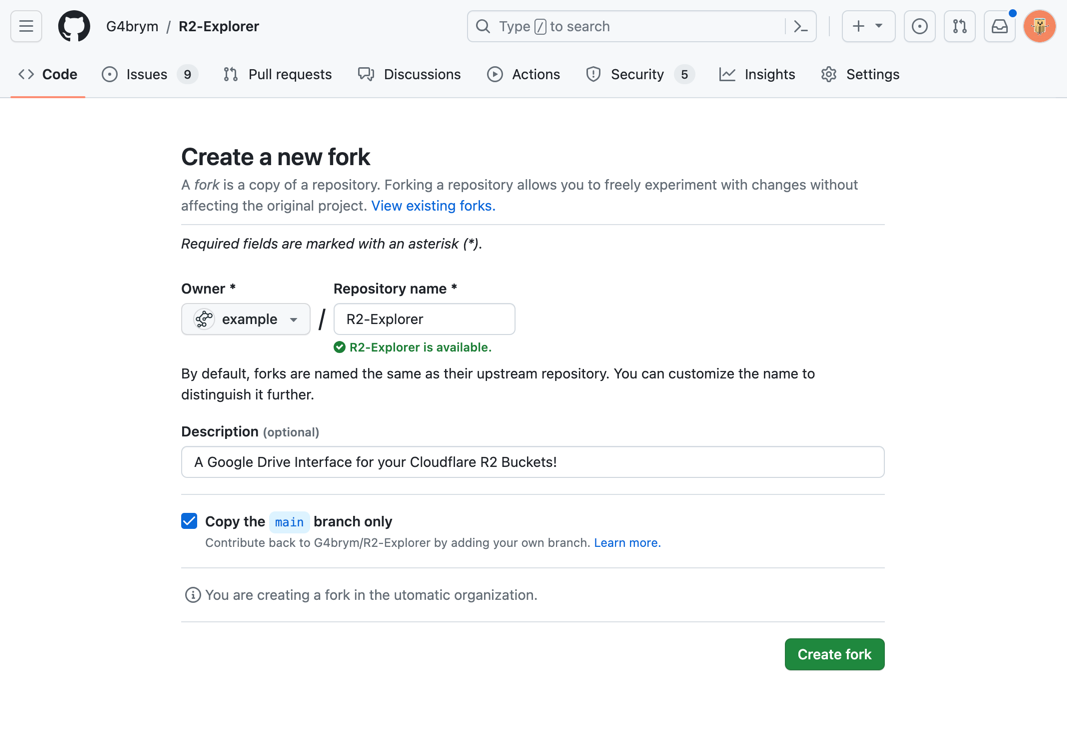 G4brym / R2-Explorer
Type / to search
Code
Issues 9
Pull requests
Discussions
Actions
Security 5
Insights
Settings
Create a new fork
A fork is a copy of a repository. Forking a repository allows you to freely experiment with changes without
affecting the original project. View existing forks.
Required fields are marked with an asterisk (*).
Owner *
Repository name *
example
/
R2-Explorer
R2-Explorer is available.
By default, forks are named the same as their upstream repository. You can customize the name to
distinguish it further.
Description (optional)
A Google Drive Interface for your Cloudflare R2 Buckets!
Copy the main branch only
Contribute back to G4brym/R2-Explorer by adding your own branch. Learn more.
You are creating a fork in the utomatic organization.
Create fork